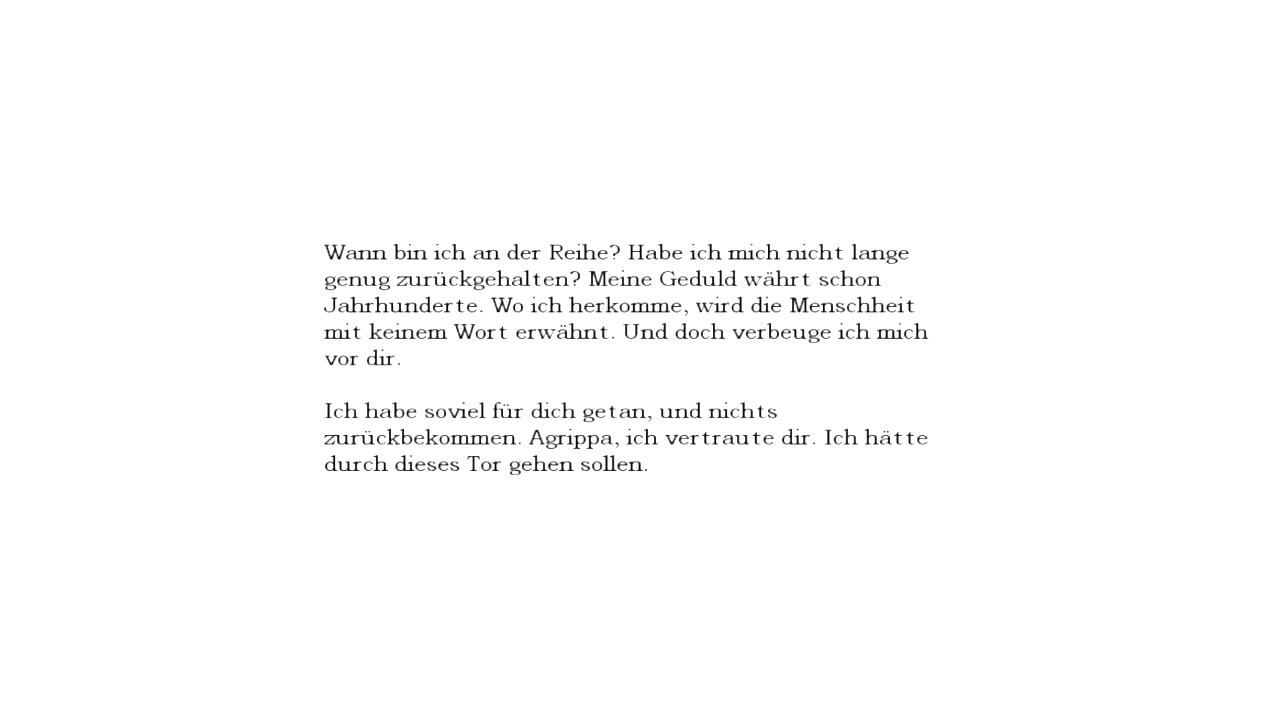 Wann bin ich an der Reihe? Habe ich mich nicht lange
genug zurückgehalten? Meine Geduld währt schon
Jahrhunderte. Wo ich herkomme, wird die Menschheit
mit keinem Wort erwähnt. Und doch verbeuge ich mich
vor dir.
Ich habe soviel für dich getan, und nichts
zurückbekommen. Agrippa, ich vertraute dir. Ich hätte
durch dieses Tor gehen sollen.